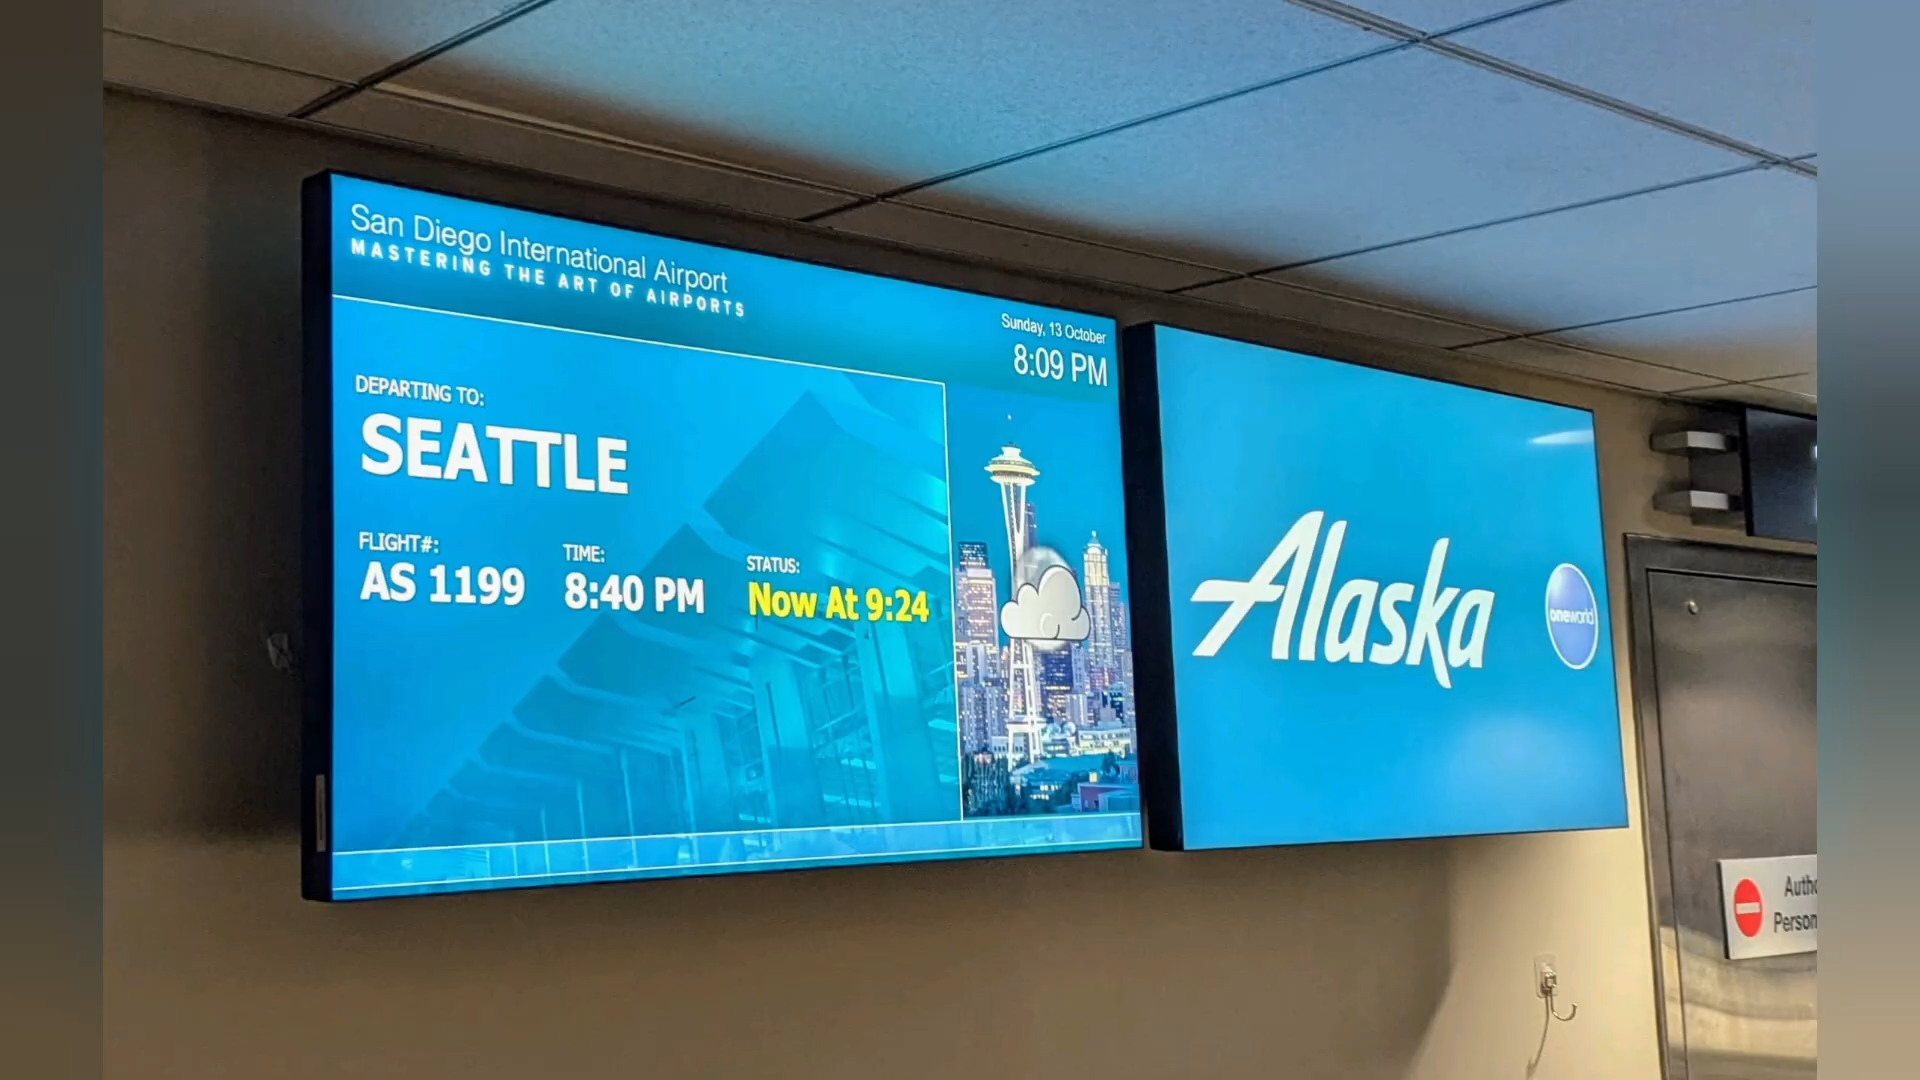 San Diego International Airport
MASTERING THE ART OF AIRPORTS
Sunday, 13 October
8:09 PM
DEPARTING TO:
SEATTLE
FLIGHT#:
AS 1199
TIME:
8:40 PM
STATUS:
Now At 9:24
Alaska
oneworld